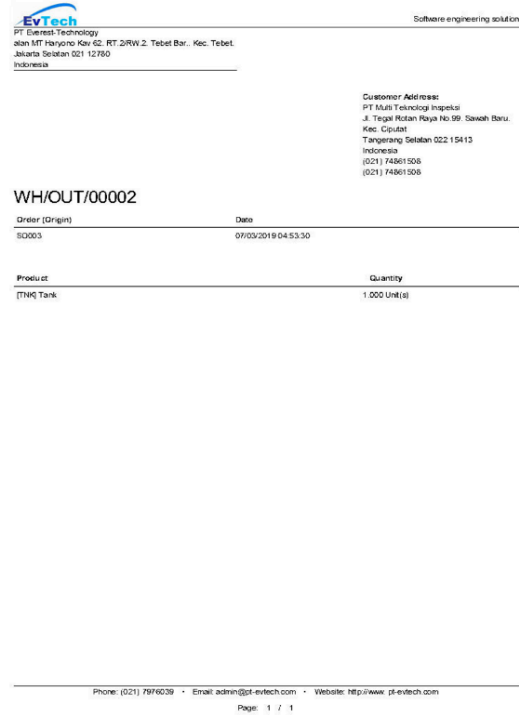 EvTech
Software engineering solution
PT Everest-Technology
alan MT Haryono Kav 62. RT.2/RW.2. Tebet Bar.. Kec. Tebet.
Jakarta Selatan 021 12780
Indonesia
Customer Address:
PT Multi Teknologi Inspeksi
Jl. Tegal Rotan Raya No.99. Sawah Baru.
Kec. Ciputat
Tangerang Selatan 022 15413
Indonesia
(021) 74861508
(021) 74861508
WH/OUT/00002
Order (Origin) Date
SO003 07/03/2019 04:53:30
Product Quantity
[TNK] Tank 1.000 Unit(s)
Phone: (021) 7976039 • Email: admin@pt-evtech.com • Website: http://www. pt-evtech.com
Page: 1 / 1